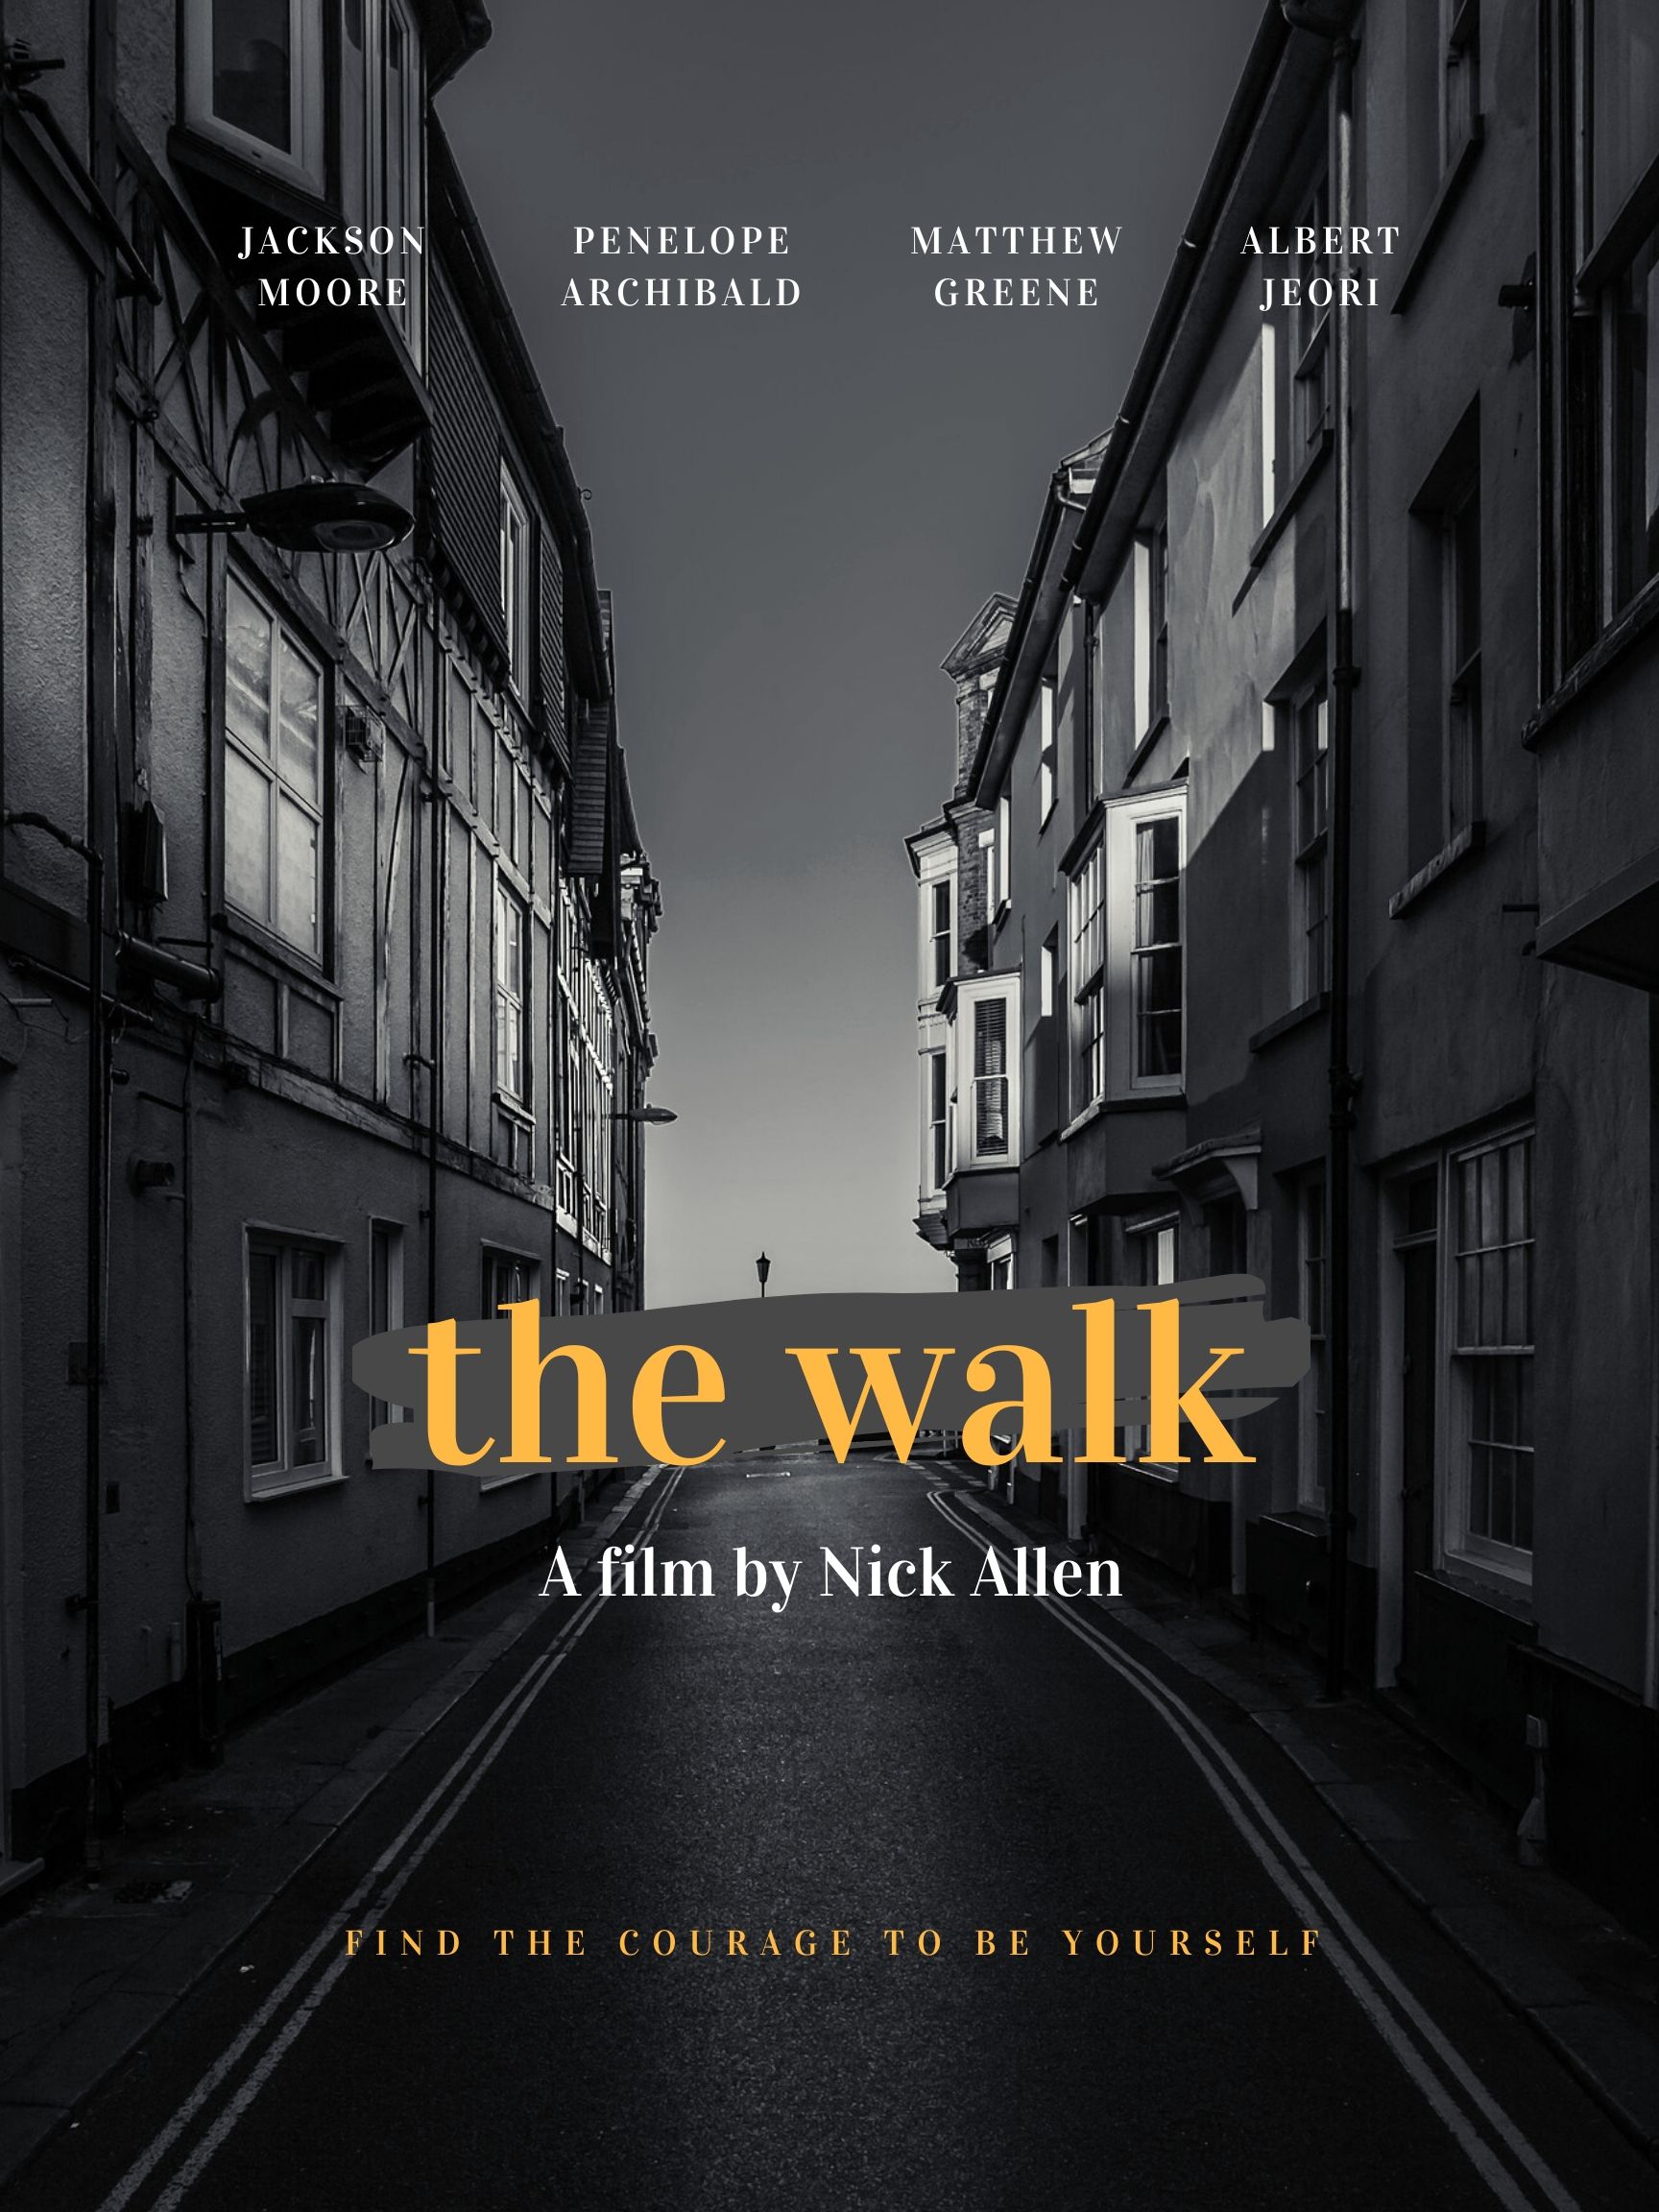 JACKSON
MOORE
PENELOPE
ARCHIBALD
MATTHEW
GREENE
ALBERT
JEORI
the walk
A film by Nick Allen
FIND THE COURAGE TO BE YOURSELF